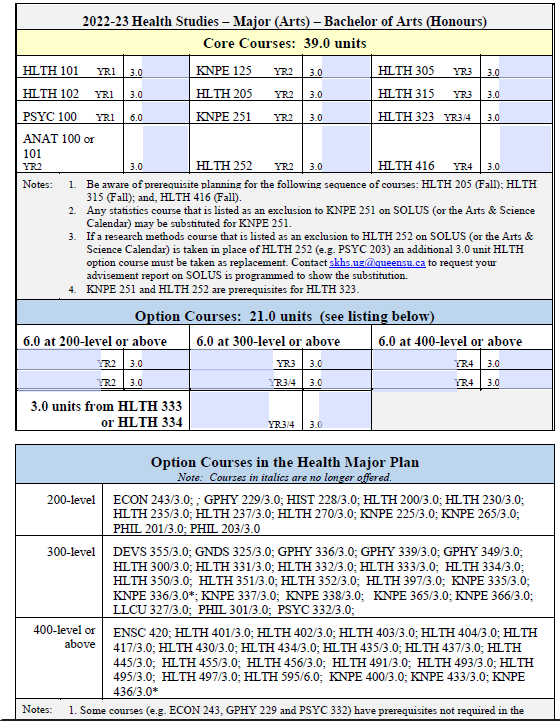 2022-23 Health Studies – Major (Arts) – Bachelor of Arts (Honours)
Core Courses: 39.0 units
HLTH 101 YR1 3.0 KNPE 125 YR2 3.0 HLTH 305 YR3 3.0
HLTH 102 YR1 3.0 HLTH 205 YR2 3.0 HLTH 315 YR3 3.0
PSYC 100 YR1 6.0 KNPE 251 YR2 3.0 HLTH 323 YR3/4 3.0
ANAT 100 or
101
YR2 3.0 HLTH 252 YR2 3.0 HLTH 416 YR4 3.0
Notes: 1. Be aware of prerequisite planning for the following sequence of courses: HLTH 205 (Fall); HLTH
315 (Fall); and, HLTH 416 (Fall).
2. Any statistics course that is listed as an exclusion to KNPE 251 on SOLUS (or the Arts & Science
Calendar) may be substituted for KNPE 251.
3. If a research methods course that is listed as an exclusion to HLTH 252 on SOLUS (or the Arts &
Science Calendar) is taken in place of HLTH 252 (e.g. PSYC 203) an additional 3.0 unit HLTH
option course must be taken as replacement. Contact skhs.ug@queensu.ca to request your
advisement report on SOLUS is programmed to show the substitution.
4. KNPE 251 and HLTH 252 are prerequisites for HLTH 323.
Option Courses: 21.0 units (see listing below)
6.0 at 200-level or above 6.0 at 300-level or above 6.0 at 400-level or above
YR2 3.0 YR3 3.0 YR4 3.0
YR2 3.0 YR3/4 3.0 YR4 3.0
3.0 units from HLTH 333
or HLTH 334 YR3/4 3.0
Option Courses in the Health Major Plan
Note: Courses in italics are no longer offered.
200-level ECON 243/3.0; ; GPHY 229/3.0; HIST 228/3.0; HLTH 200/3.0; HLTH 230/3.0;
HLTH 235/3.0; HLTH 237/3.0; HLTH 270/3.0; KNPE 225/3.0; KNPE 265/3.0;
PHIL 201/3.0; PHIL 203/3.0
300-level DEVS 355/3.0; GNDS 325/3.0; GPHY 336/3.0; GPHY 339/3.0; GPHY 349/3.0;
HLTH 300/3.0; HLTH 331/3.0; HLTH 332/3.0; HLTH 333/3.0; HLTH 334/3.0;
HLTH 350/3.0; HLTH 351/3.0; HLTH 352/3.0; HLTH 397/3.0; KNPE 335/3.0;
KNPE 336/3.0*; KNPE 337/3.0; KNPE 338/3.0; KNPE 365/3.0; KNPE 366/3.0;
LLCU 327/3.0; PHIL 301/3.0; PSYC 332/3.0;
400-level or above ENSC 420; HLTH 401/3.0; HLTH 402/3.0; HLTH 403/3.0; HLTH 404/3.0; HLTH
417/3.0; HLTH 430/3.0; HLTH 434/3.0; HLTH 435/3.0; HLTH 437/3.0; HLTH
445/3.0; HLTH 455/3.0; HLTH 456/3.0; HLTH 491/3.0; HLTH 493/3.0; HLTH
495/3.0; HLTH 497/3.0; HLTH 595/6.0; KNPE 400/3.0; KNPE 433/3.0; KNPE
436/3.0*
Notes: 1. Some courses (e.g. ECON 243, GPHY 229 and PSYC 332) have prerequisites not required in the